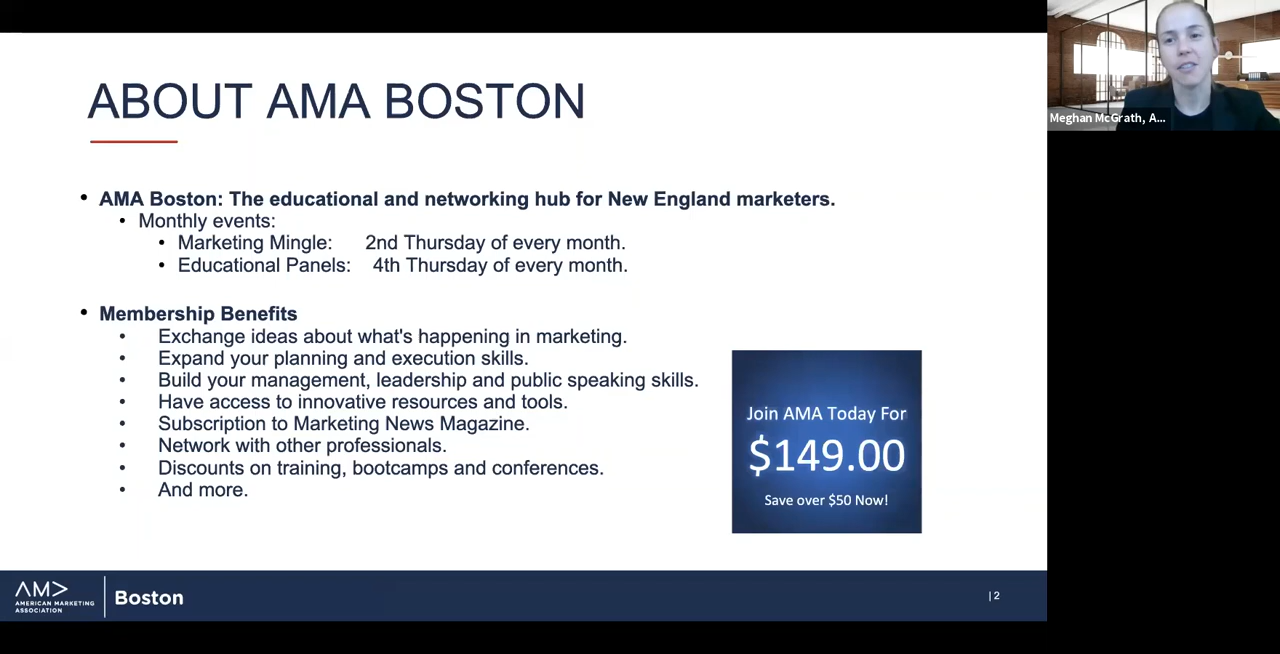 ABOUT AMA BOSTON
• AMA Boston: The educational and networking hub for New England marketers.
• Monthly events:
• Marketing Mingle: 2nd Thursday of every month.
• Educational Panels: 4th Thursday of every month.
• Membership Benefits
• Exchange ideas about what's happening in marketing.
• Expand your planning and execution skills.
• Build your management, leadership and public speaking skills.
• Have access to innovative resources and tools.
• Subscription to Marketing News Magazine.
• Network with other professionals.
• Discounts on training, bootcamps and conferences.
• And more.
Join AMA Today For
$149.00
Save over $50 Now!
AMA
AMERICAN MARKETING
ASSOCIATION
Boston
| 2
Meghan McGrath, A...